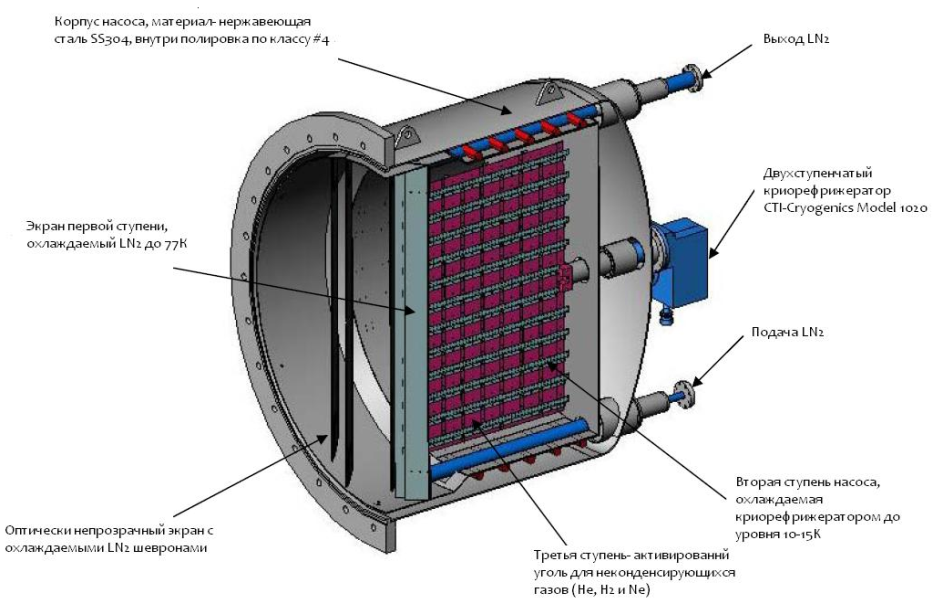 Корпус насоса, материал- нержавеющая
сталь SS304, внутри полировка по классу #4
Выход LN2
Двухступенчатый
криорефрижератор
CTI-Cryogenics Model 1020
Экран первой ступени,
охлаждаемый LN2 до 77К
Подача LN2
Вторая ступень насоса,
охлаждаемая
криорефрижератором до
уровня 10-15К
Оптически непрозрачный экран с
охлаждаемыми LN2 шевронами
Третья ступень- активированнй
уголь для неконденсирующихся
газов (He, H2 и Ne)